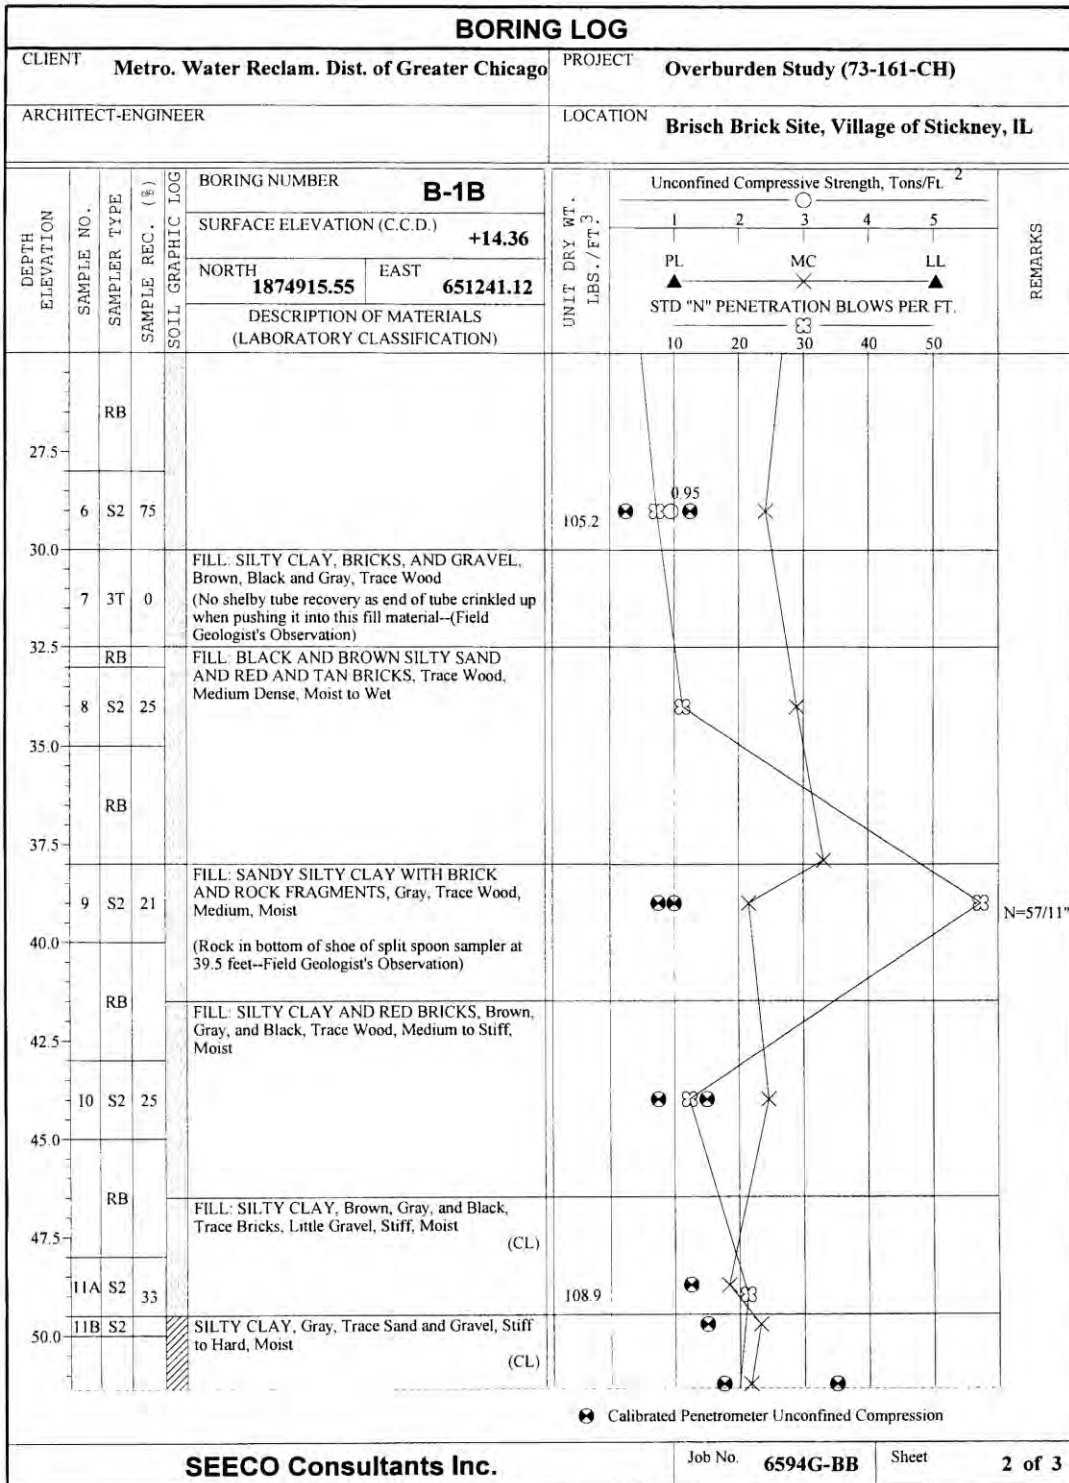 BORING LOG
CLIENT
Metro. Water Reclam. Dist. of Greater Chicago
PROJECT
Overburden Study (73-161-CH)
ARCHITECT-ENGINEER
LOCATION
Brisch Brick Site, Village of Stickney, IL
DEPTH
ELEVATION
SAMPLE NO.
SAMPLER TYPE
SAMPLE REC. (%)
SOIL GRAPHIC LOG
BORING NUMBER
B-1B
SURFACE ELEVATION (C.C.D.)
+14.36
NORTH
1874915.55
EAST
651241.12
DESCRIPTION OF MATERIALS
(LABORATORY CLASSIFICATION)
UNIT DRY WT.
LBS./FT 3.
Unconfined Compressive Strength, Tons/Ft. 2
1 2 3 4 5
PL MC LL
STD "N" PENETRATION BLOWS PER FT.
10 20 30 40 50
REMARKS
RB
27.5
0.95
6 S2 75
105.2
30.0
FILL: SILTY CLAY, BRICKS, AND GRAVEL,
Brown, Black and Gray, Trace Wood
7 3T 0
(No shelby tube recovery as end of tube crinkled up
when pushing it into this fill material--(Field
Geologist's Observation)
32.5
RB
FILL: BLACK AND BROWN SILTY SAND
AND RED AND TAN BRICKS, Trace Wood,
Medium Dense, Moist to Wet
8 S2 25
35.0
RB
37.5
FILL: SANDY SILTY CLAY WITH BRICK
AND ROCK FRAGMENTS, Gray, Trace Wood,
Medium, Moist
9 S2 21
N=57/11"
40.0
(Rock in bottom of shoe of split spoon sampler at
39.5 feet--Field Geologist's Observation)
RB
FILL: SILTY CLAY AND RED BRICKS, Brown,
Gray, and Black, Trace Wood, Medium to Stiff,
Moist
42.5
10 S2 25
45.0
RB
FILL: SILTY CLAY, Brown, Gray, and Black,
Trace Bricks, Little Gravel, Stiff, Moist
(CL)
47.5
11A S2
33
108.9
11B S2
50.0
SILTY CLAY, Gray, Trace Sand and Gravel, Stiff
to Hard, Moist
(CL)
Calibrated Penetrometer Unconfined Compression
SEECO Consultants Inc.
Job No. 6594G-BB
Sheet 2 of 3